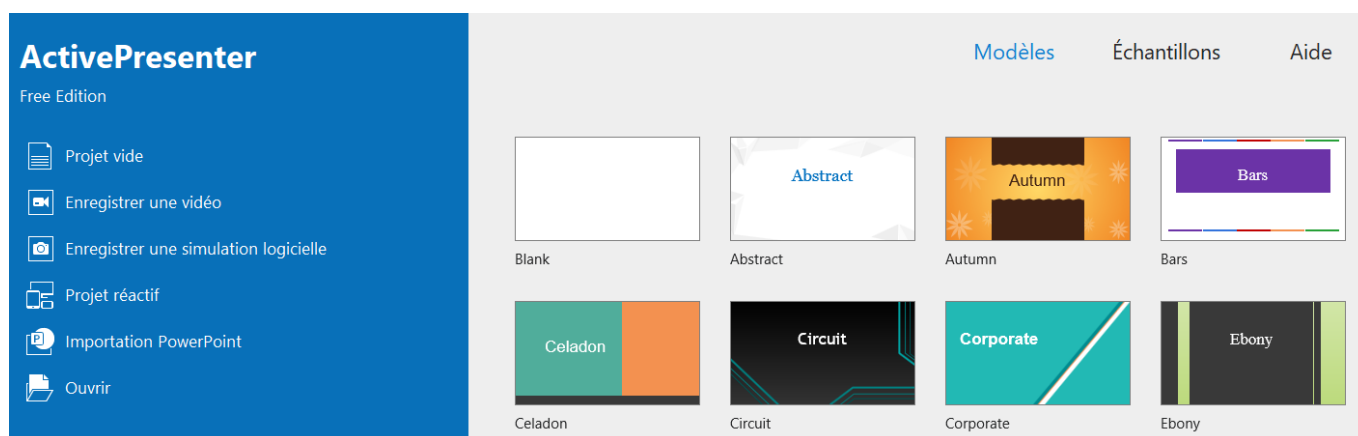 ActivePresenter
Free Edition
Projet vide
Enregistrer une vidéo
Enregistrer une simulation logicielle
Projet réactif
Importation PowerPoint
Ouvrir
Modèles Échantillons Aide
Abstract Autumn Bars
Blank Abstract Autumn Bars
Celadon Circuit Corporate Ebony
Celadon Circuit Corporate Ebony